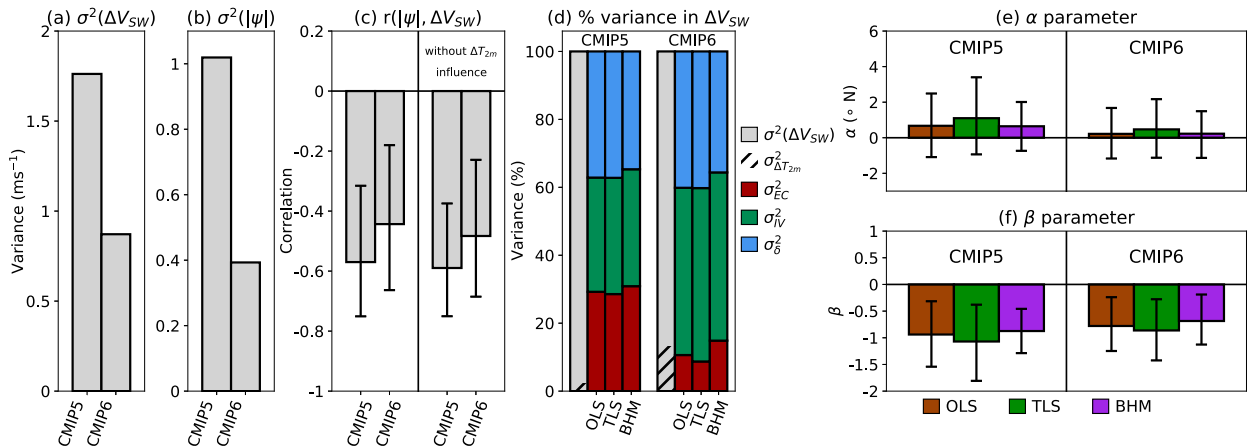 (a) σ²(ΔV_SW)
Variance (ms⁻¹)
0
0.5
1
1.5
2
CMIP5
CMIP6
(b) σ²(|ψ|)
0
0.2
0.4
0.6
0.8
1
CMIP5
CMIP6
(c) r(|ψ|, ΔV_SW)
Correlation
0.2
0
-0.2
-0.4
-0.6
-0.8
-1
without ΔT_2m
influence
CMIP5
CMIP6
CMIP5
CMIP6
(d) % variance in ΔV_SW
CMIP5
CMIP6
Variance (%)
0
20
40
60
80
100
OLS
TLS
BHM
OLS
TLS
BHM
σ²(ΔV_SW)
σ²_ΔT_2m
σ²_EC
σ²_IV
σ²_δ
(e) α parameter
CMIP5
CMIP6
α (∘ N)
6
4
2
0
-2
(f) β parameter
CMIP5
CMIP6
β
1
0.5
0
-0.5
-1.0
-1.5
-2
OLS
TLS
BHM